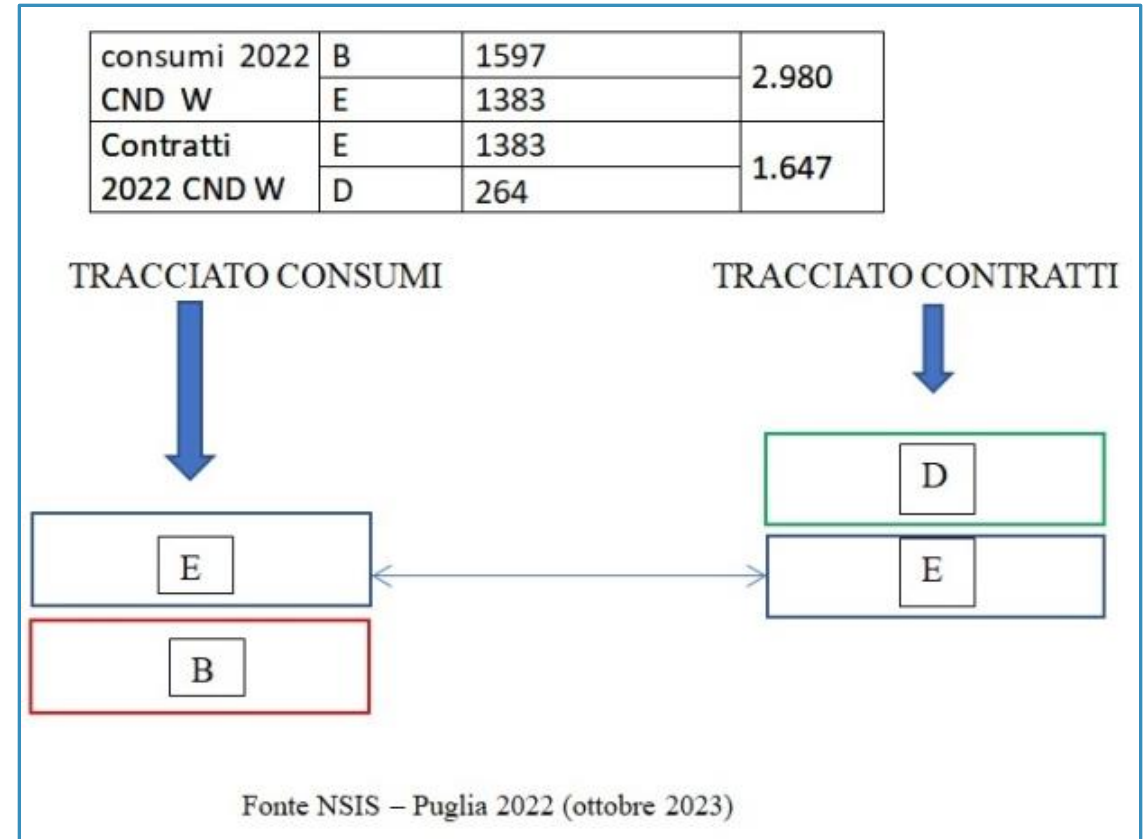 consumi 2022 B 1597 2.980
CND W E 1383
Contratti E 1383 1.647
2022 CND W D 264
TRACCIATO CONSUMI TRACCIATO CONTRATTI
D
E E
B
Fonte NSIS – Puglia 2022 (ottobre 2023)